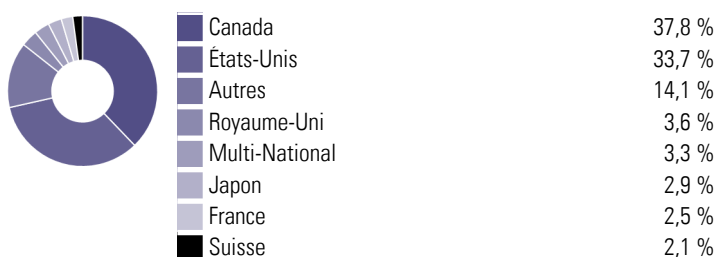 Canada 37,8 %
États-Unis 33,7 %
Autres 14,1 %
Royaume-Uni 3,6 %
Multi-National 3,3 %
Japon 2,9 %
France 2,5 %
Suisse 2,1 %